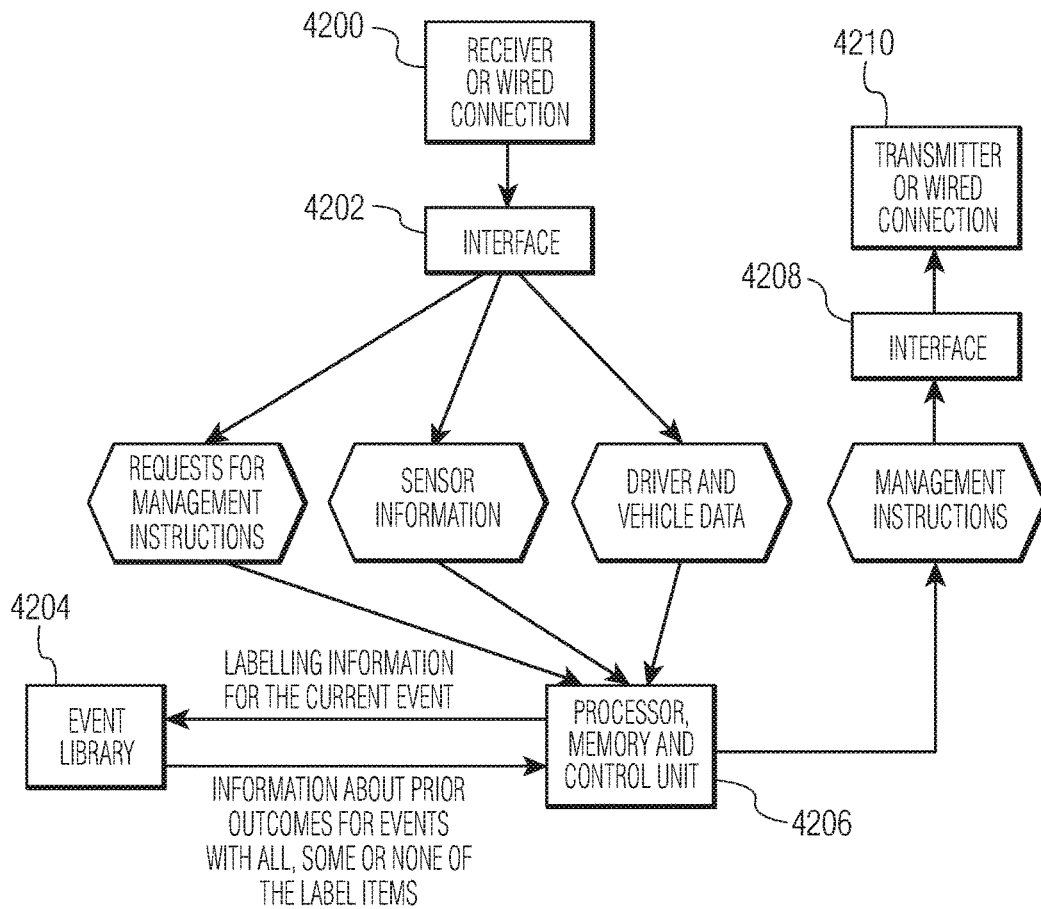 4200
RECEIVER
OR WIRED
CONNECTION
4210
TRANSMITTER
OR WIRED
CONNECTION
4202
INTERFACE
4208
INTERFACE
REQUESTS FOR
MANAGEMENT
INSTRUCTIONS
SENSOR
INFORMATION
DRIVER AND
VEHICLE DATA
MANAGEMENT
INSTRUCTIONS
4204
EVENT
LIBRARY
LABELLING INFORMATION
FOR THE CURRENT EVENT
INFORMATION ABOUT PRIOR
OUTCOMES FOR EVENTS
WITH ALL, SOME OR NONE OF
THE LABEL ITEMS
PROCESSOR,
MEMORY AND
CONTROL UNIT
4206